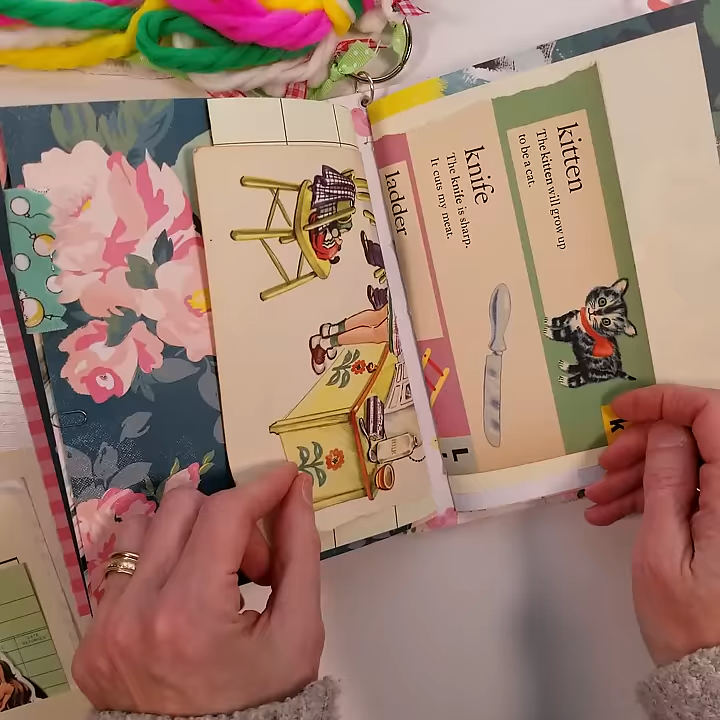 kitten
The kitten will grow up
to be a cat.
knife
The knife is sharp.
It cuts my meat.
ladder
L
K